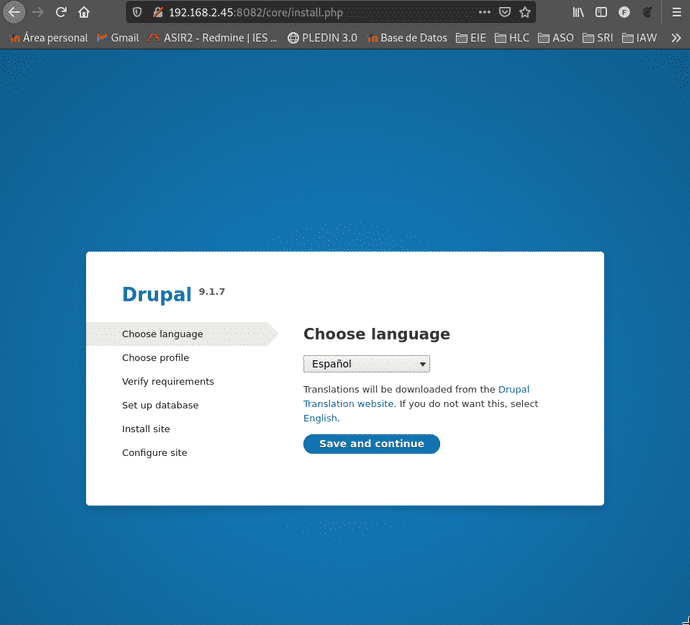 192.168.2.45:8082/core/install.php
Área personal Gmail ASIR2 - Redmine | IES ... PLEDIN 3.0 Base de Datos EIE HLC ASO SRI IAW
Drupal 9.1.7
Choose language
Choose profile
Verify requirements
Set up database
Install site
Configure site
Choose language
Español
Translations will be downloaded from the Drupal
Translation website. If you do not want this, select
English.
Save and continue